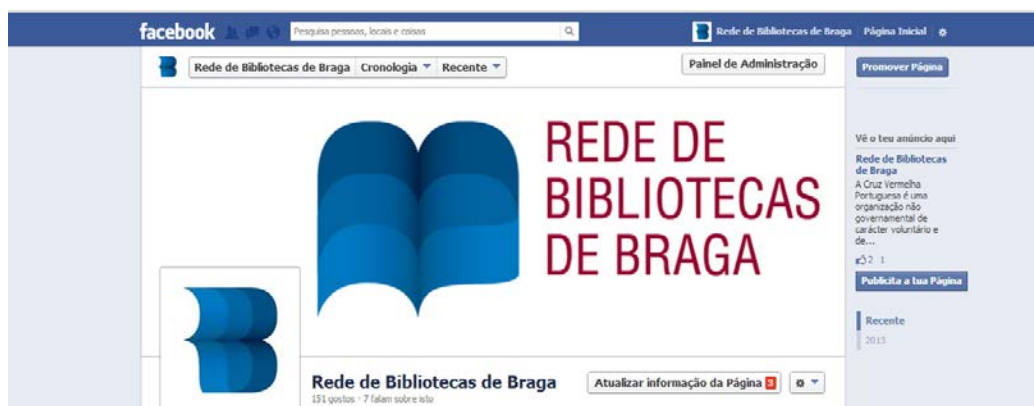 facebook
Pesquisa pessoas, locais e coisas
Rede de Bibliotecas de Braga
Página Inicial
Rede de Bibliotecas de Braga
Cronologia
Recente
Painel de Administração
Promover Página
REDE DE
BIBLIOTECAS
DE BRAGA
Vê o teu anúncio aqui
Rede de Bibliotecas
de Braga
A Cruz Vermelha
Portuguesa é uma
organização não
governamental de
carácter voluntário e
de...
2 1
Publicita a tua Página
Recente
2013
Rede de Bibliotecas de Braga
151 gostos · 7 falam sobre isto
Atualizar informação da Página 3